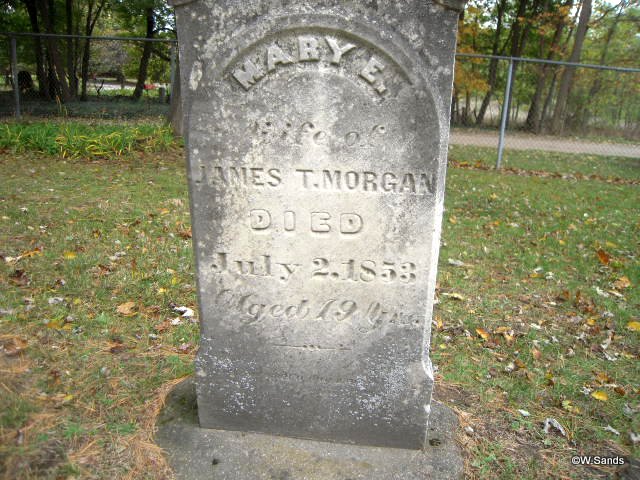 MARY E.
Wife of
JAMES T. MORGAN
DIED
July 2. 1853
Aged 19 Yrs.
©W.Sands